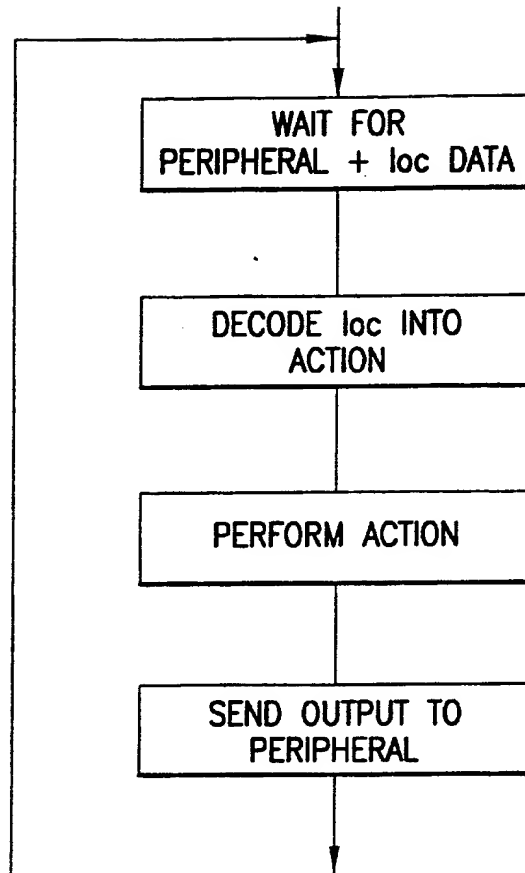 WAIT FOR
PERIPHERAL + loc DATA
DECODE loc INTO
ACTION
PERFORM ACTION
SEND OUTPUT TO
PERIPHERAL